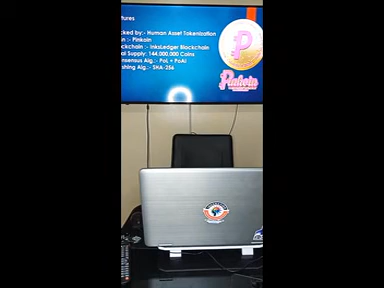 tures
cked by:- Human Asset Tokenisation
n :- Pinkoin
ckchain :- InksLedger Blockchain
al Supply: 144,000,000 Coins
nsensus Alg:- PoL + PoAI
shing Alg:- SHA-256
Pinkoin